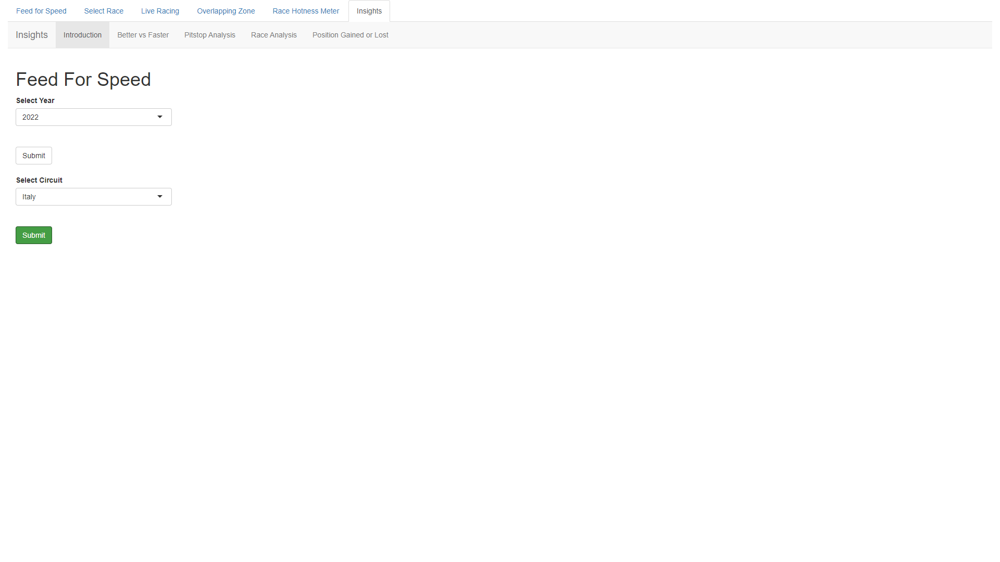 Feed for Speed Select Race Live Racing Overlapping Zone Race Hotness Meter Insights
Insights Introduction Better vs Faster Pitstop Analysis Race Analysis Position Gained or Lost
Feed For Speed
Select Year
2022
Submit
Select Circuit
Italy
Submit